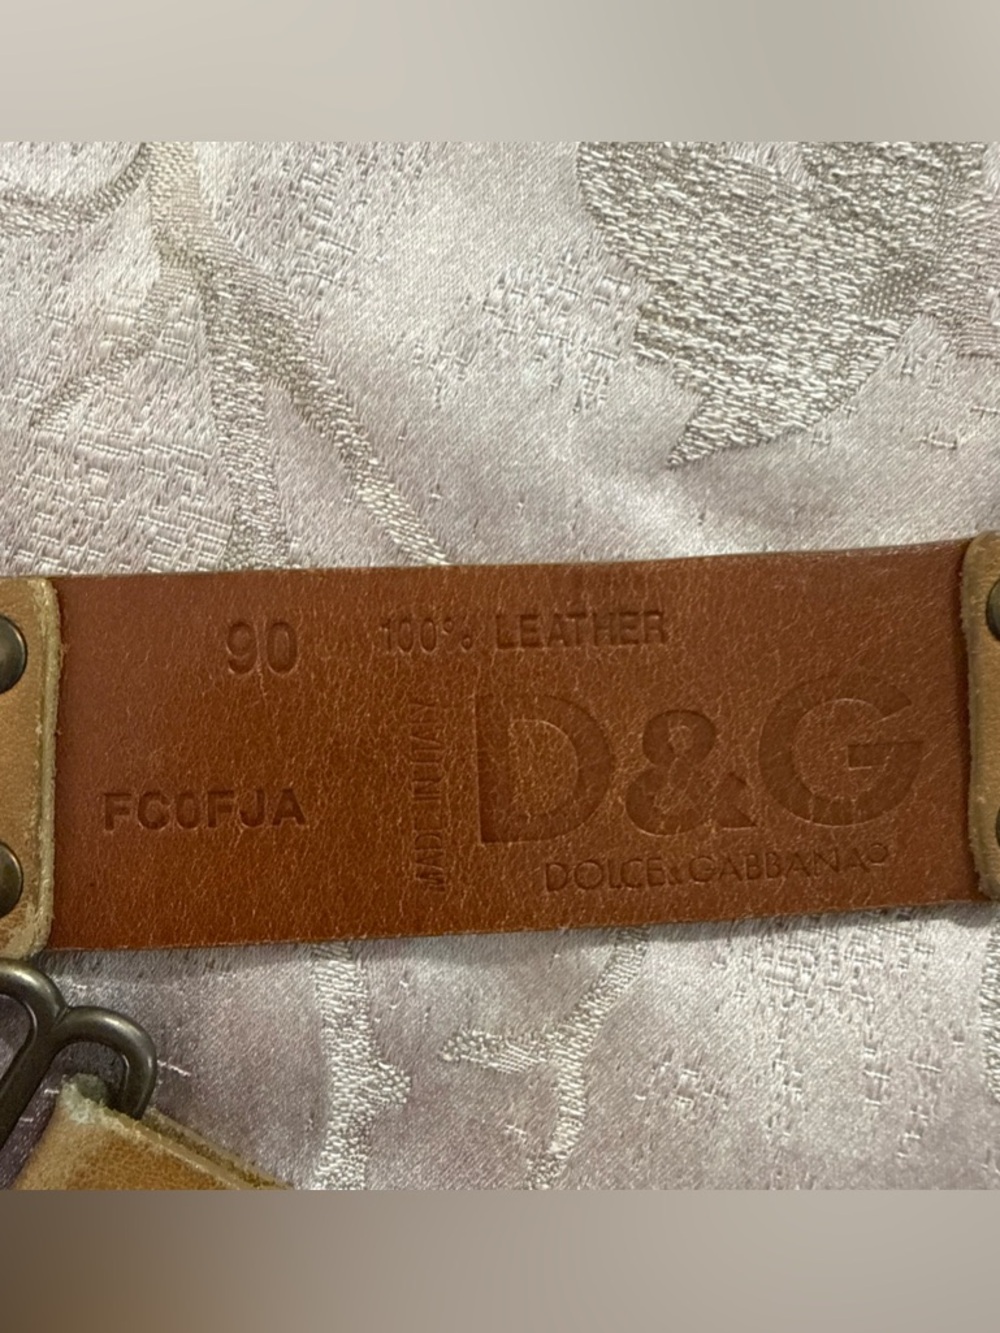 90
100% LEATHER
FC0FJA
MADE IN ITALY
D&G
DOLCE&GABBANA